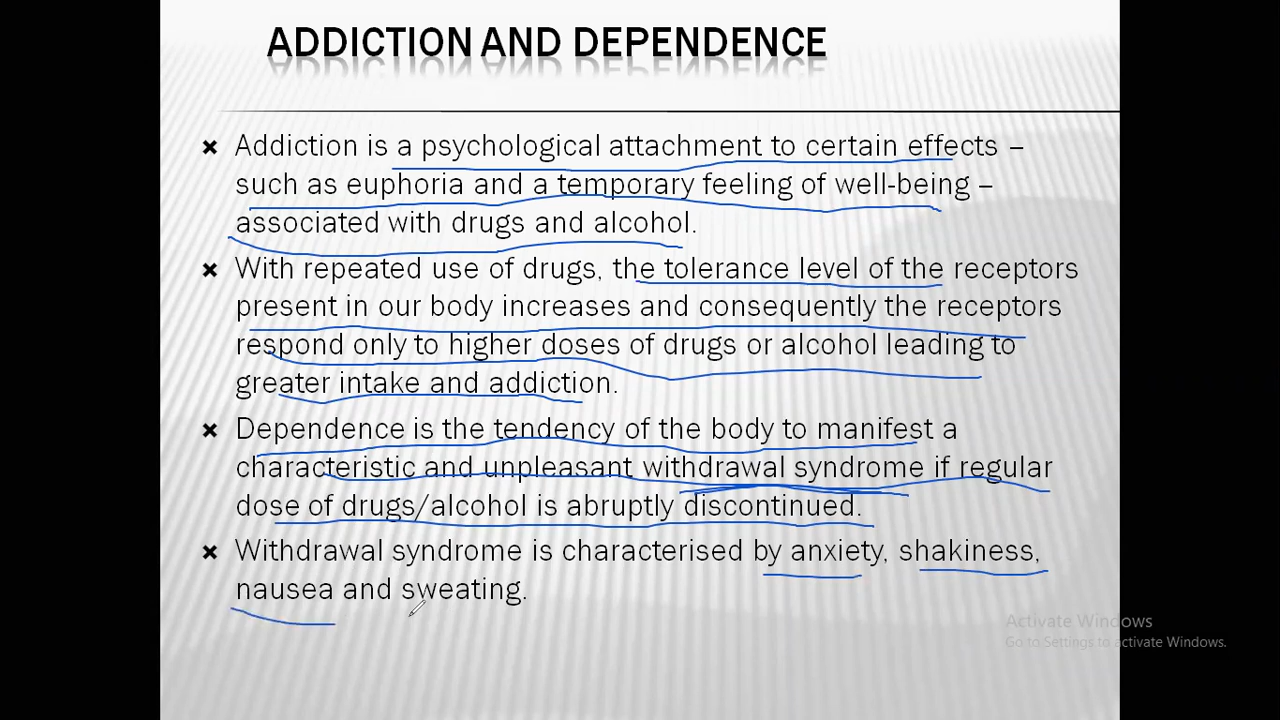 ADDICTION AND DEPENDENCE
× Addiction is a psychological attachment to certain effects –
such as euphoria and a temporary feeling of well-being –
associated with drugs and alcohol.
× With repeated use of drugs, the tolerance level of the receptors
present in our body increases and consequently the receptors
respond only to higher doses of drugs or alcohol leading to
greater intake and addiction.
× Dependence is the tendency of the body to manifest a
characteristic and unpleasant withdrawal syndrome if regular
dose of drugs/alcohol is abruptly discontinued.
× Withdrawal syndrome is characterised by anxiety, shakiness,
nausea and sweating.
Activate Windows
Go to Settings to activate Windows.